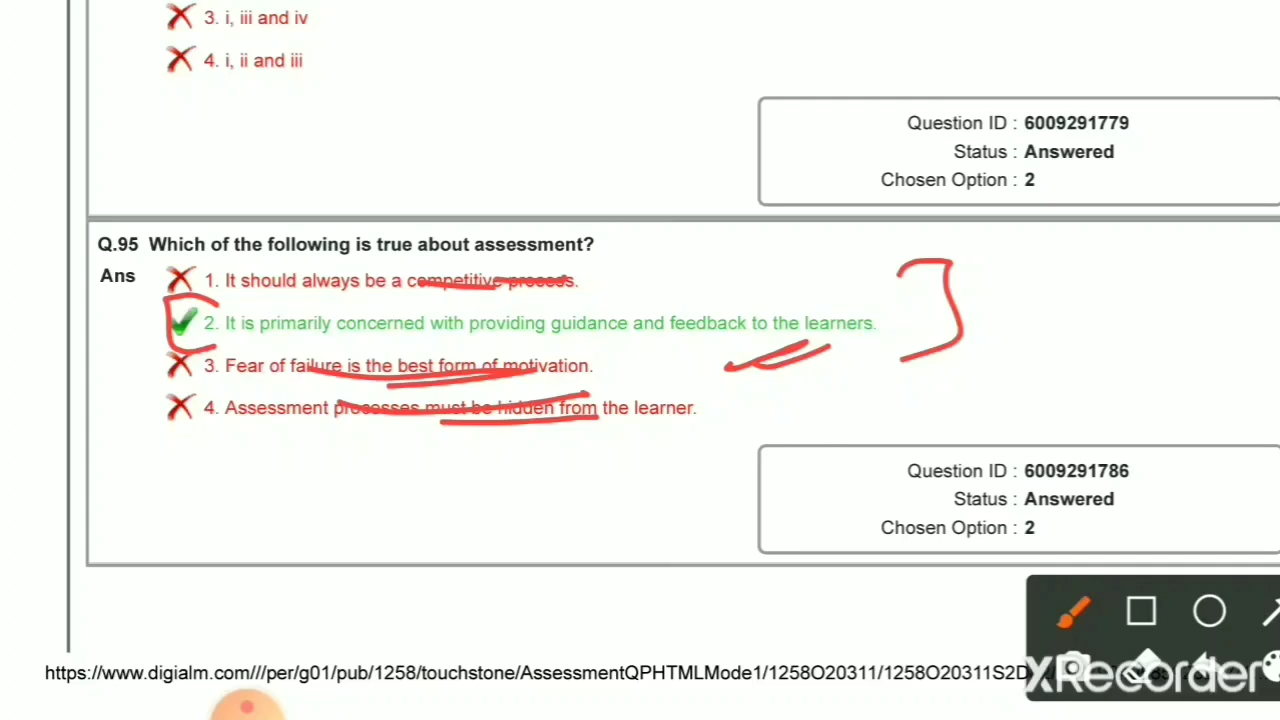 3. i, iii and iv
4. i, ii and iii
Question ID : 6009291779
Status : Answered
Chosen Option : 2
Q.95 Which of the following is true about assessment?
Ans 1. It should always be a competitive process.
2. It is primarily concerned with providing guidance and feedback to the learners.
3. Fear of failure is the best form of motivation.
4. Assessment processes must be hidden from the learner.
Question ID : 6009291786
Status : Answered
Chosen Option : 2
https://www.digialm.com///per/g01/pub/1258/touchstone/AssessmentQPHTMLMode1/1258O20311/1258O20311S2D
XRecorder